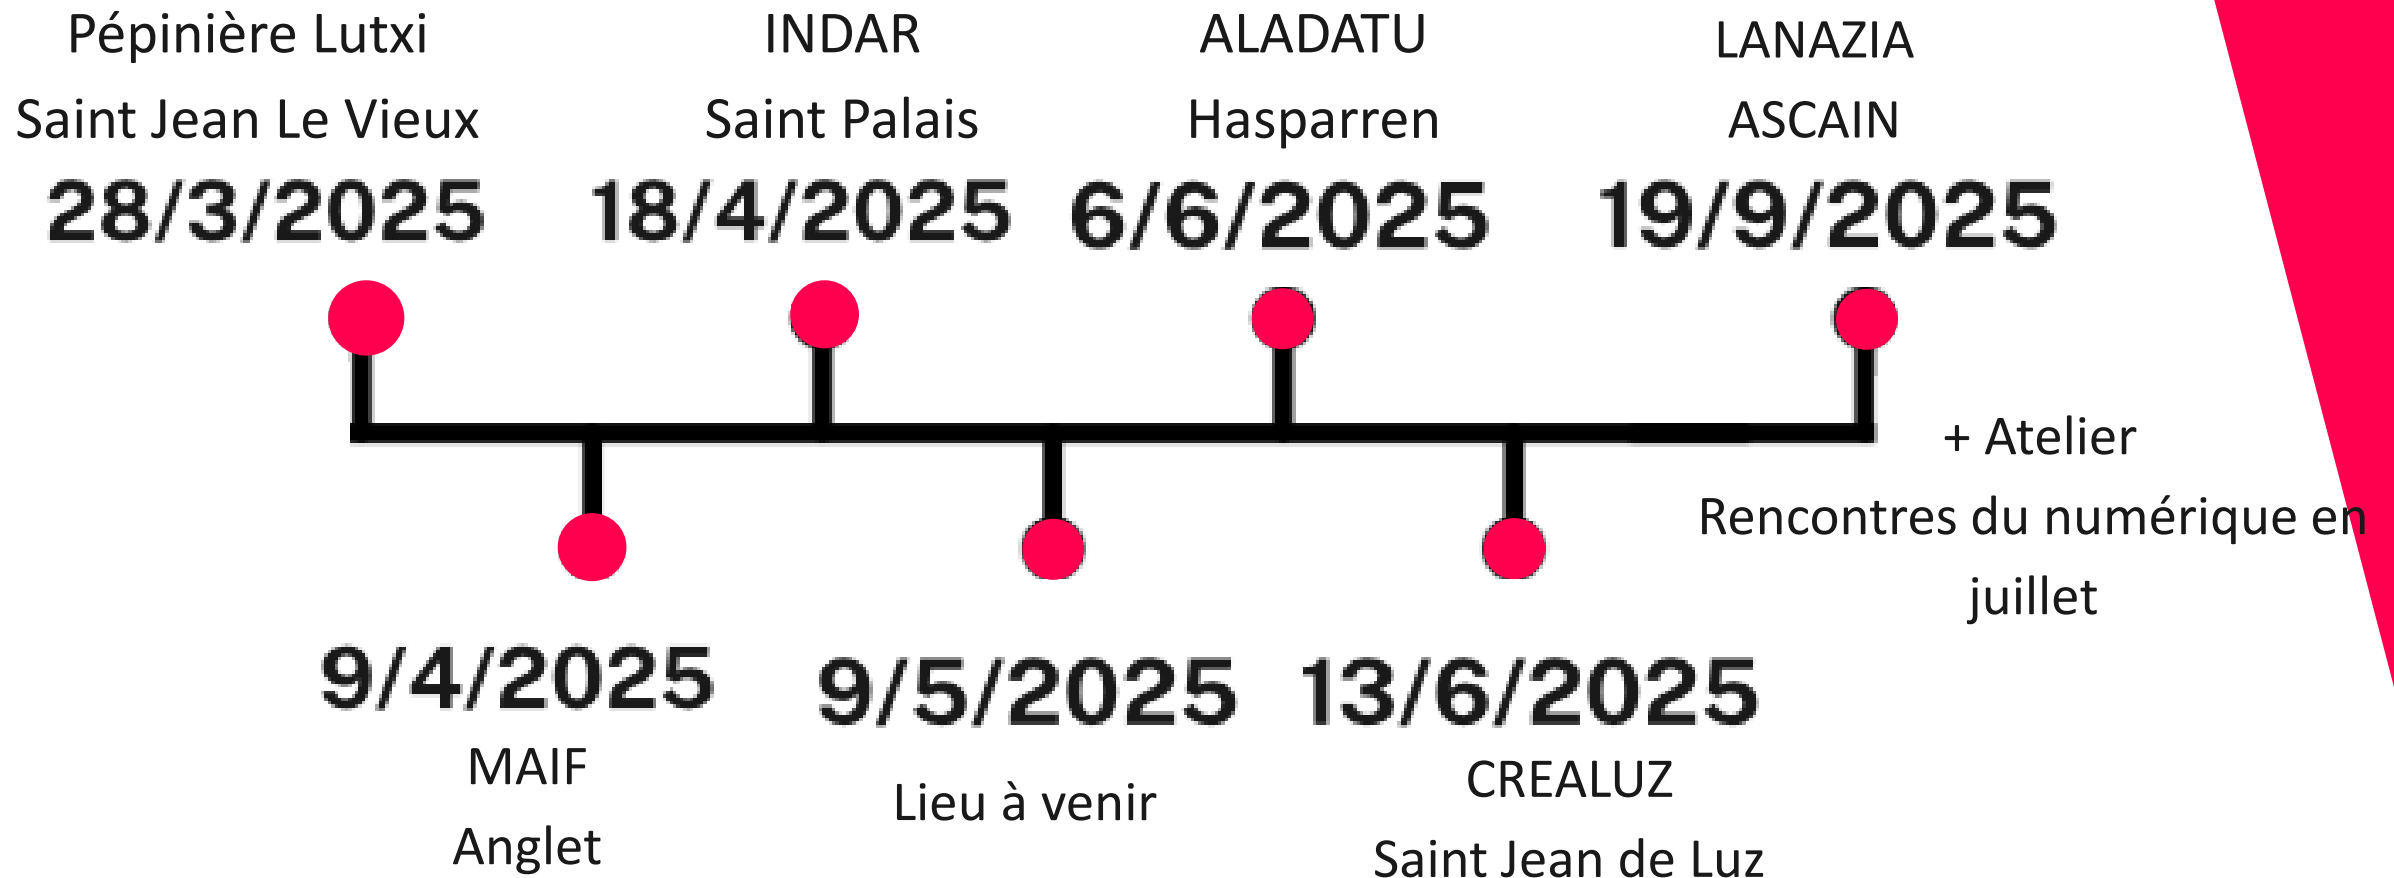 Pépinière Lutxi
Saint Jean Le Vieux
28/3/2025
INDAR
Saint Palais
18/4/2025
ALADATU
Hasparren
6/6/2025
LANAZIA
ASCAIN
19/9/2025
+ Atelier
Rencontres du numérique en
juillet
9/4/2025
MAIF
Anglet
9/5/2025
Lieu à venir
13/6/2025
CREALUZ
Saint Jean de Luz